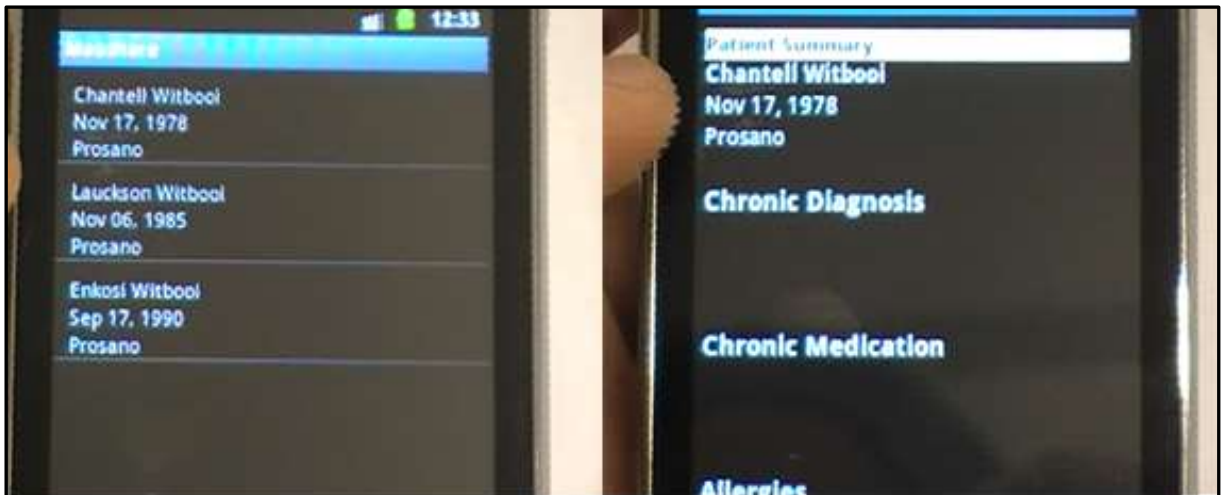 12:33
Chantell Witbooi
Nov 17, 1978
Prosano
Lauckson Witbooi
Nov 06, 1985
Prosano
Enkosi Witbooi
Sep 17, 1990
Prosano
Patient Summary
Chantell Witbooi
Nov 17, 1978
Prosano
Chronic Diagnosis
Chronic Medication
Allergies